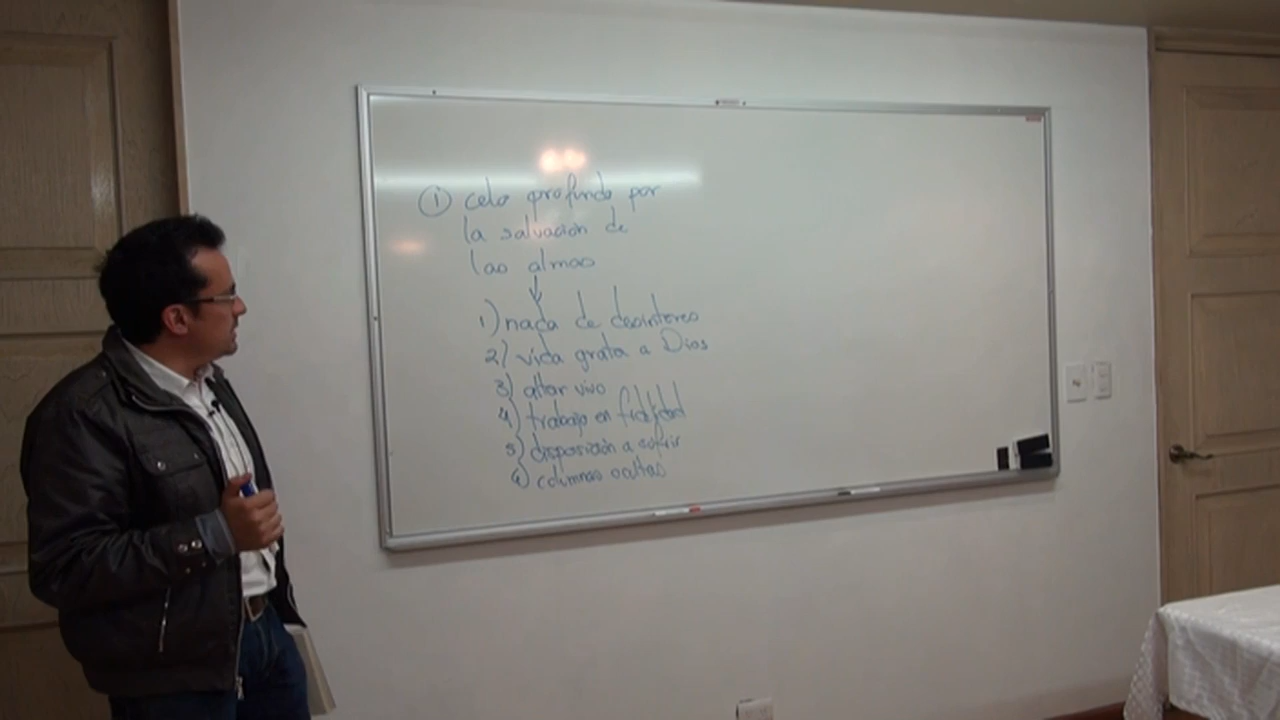 ① celo profundo por
la salvación de
las almas
↓
1) nada de desinteres
2) vida grata a Dios
3) altar vivo
4) trabajo en fidelidad
5) disposición a sufrir
6) columnas ocultas